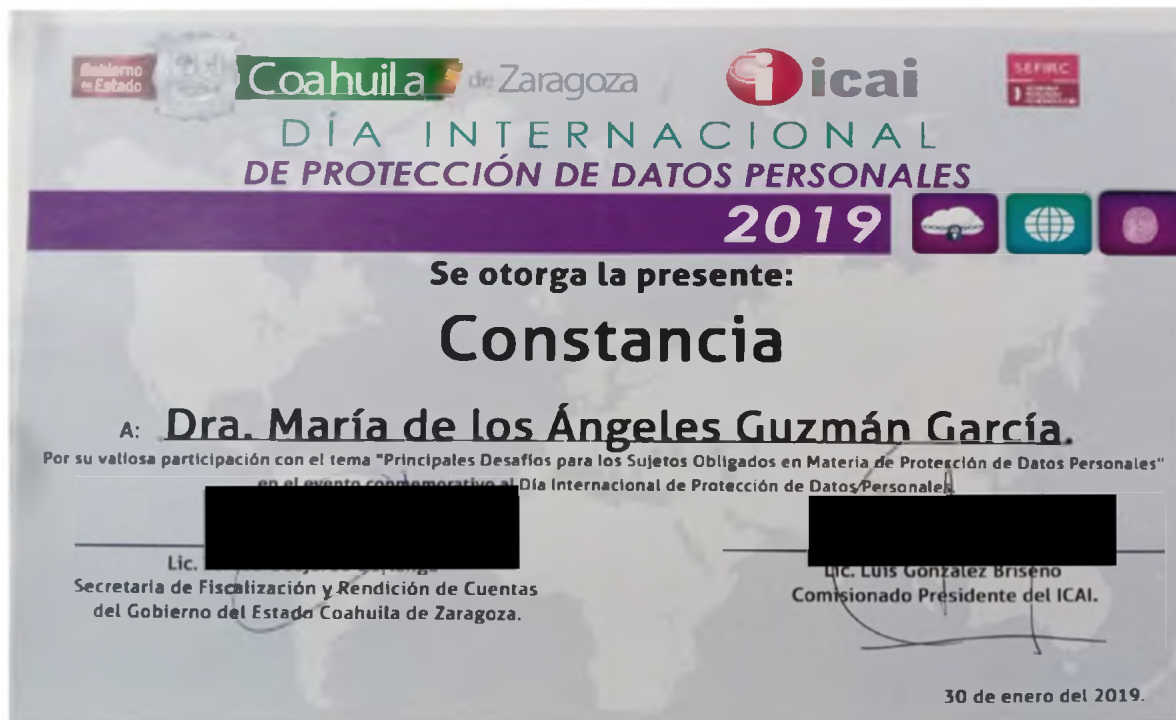 Gobierno
de Estado
Coahuila de Zaragoza
icai
SEFIRC
DÍA INTERNACIONAL
DE PROTECCIÓN DE DATOS PERSONALES
2019
Se otorga la presente:
Constancia
A: Dra. María de los Ángeles Guzmán García.
Por su valiosa participación con el tema "Principales Desafíos para los Sujetos Obligados en Materia de Protección de Datos Personales"
en el evento conmemorativo al Día Internacional de Protección de Datos Personales.
Lic.
Lic. Luis González Briseño
Secretaria de Fiscalización y Rendición de Cuentas
Comisionado Presidente del ICAI.
del Gobierno del Estado Coahuila de Zaragoza.
30 de enero del 2019.